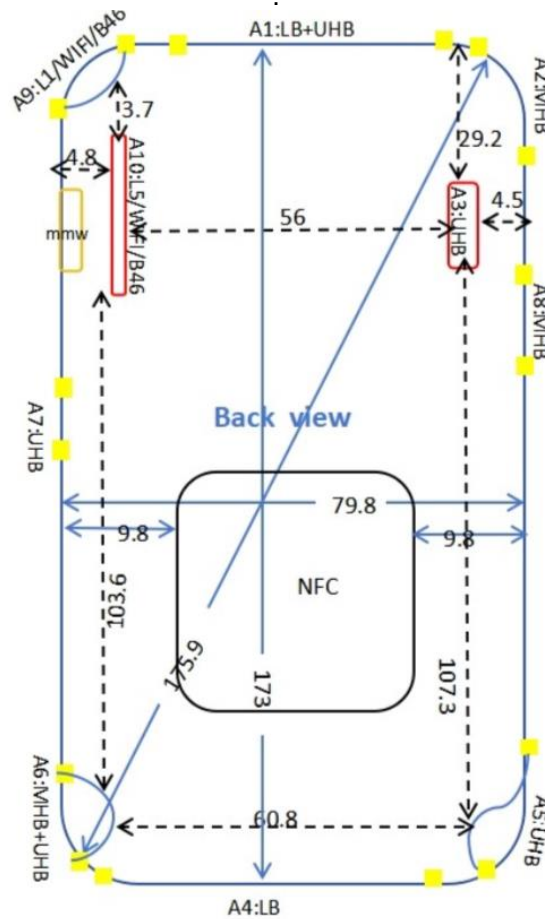 A1:LB+UHB
A9:L1/WIFI/B46
A2:MHB
3.7
29.2
4.8
A10:L5/WIFI/B46
A3:UHB
4.5
56
mmw
A8:MHB
Back view
A7:UHB
79.8
9.8
9.8
NFC
103.6
175.9
173
107.3
A6:MHB+UHB
60.8
A5:UHB
A4:LB